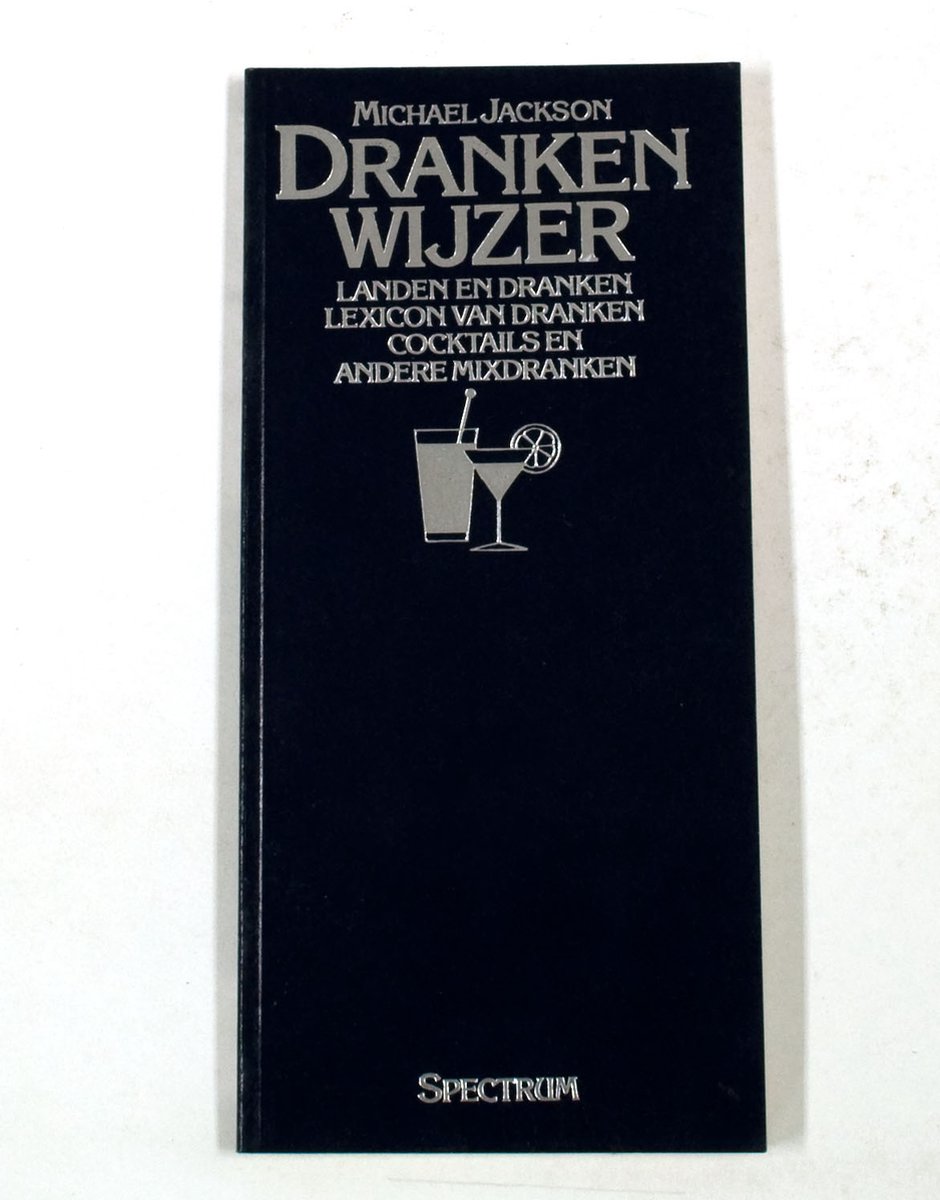 MICHAEL JACKSON
DRANKEN
WIJZER
LANDEN EN DRANKEN
LEXICON VAN DRANKEN
COCKTAILS EN
ANDERE MIXDRANKEN
SPECTRUM